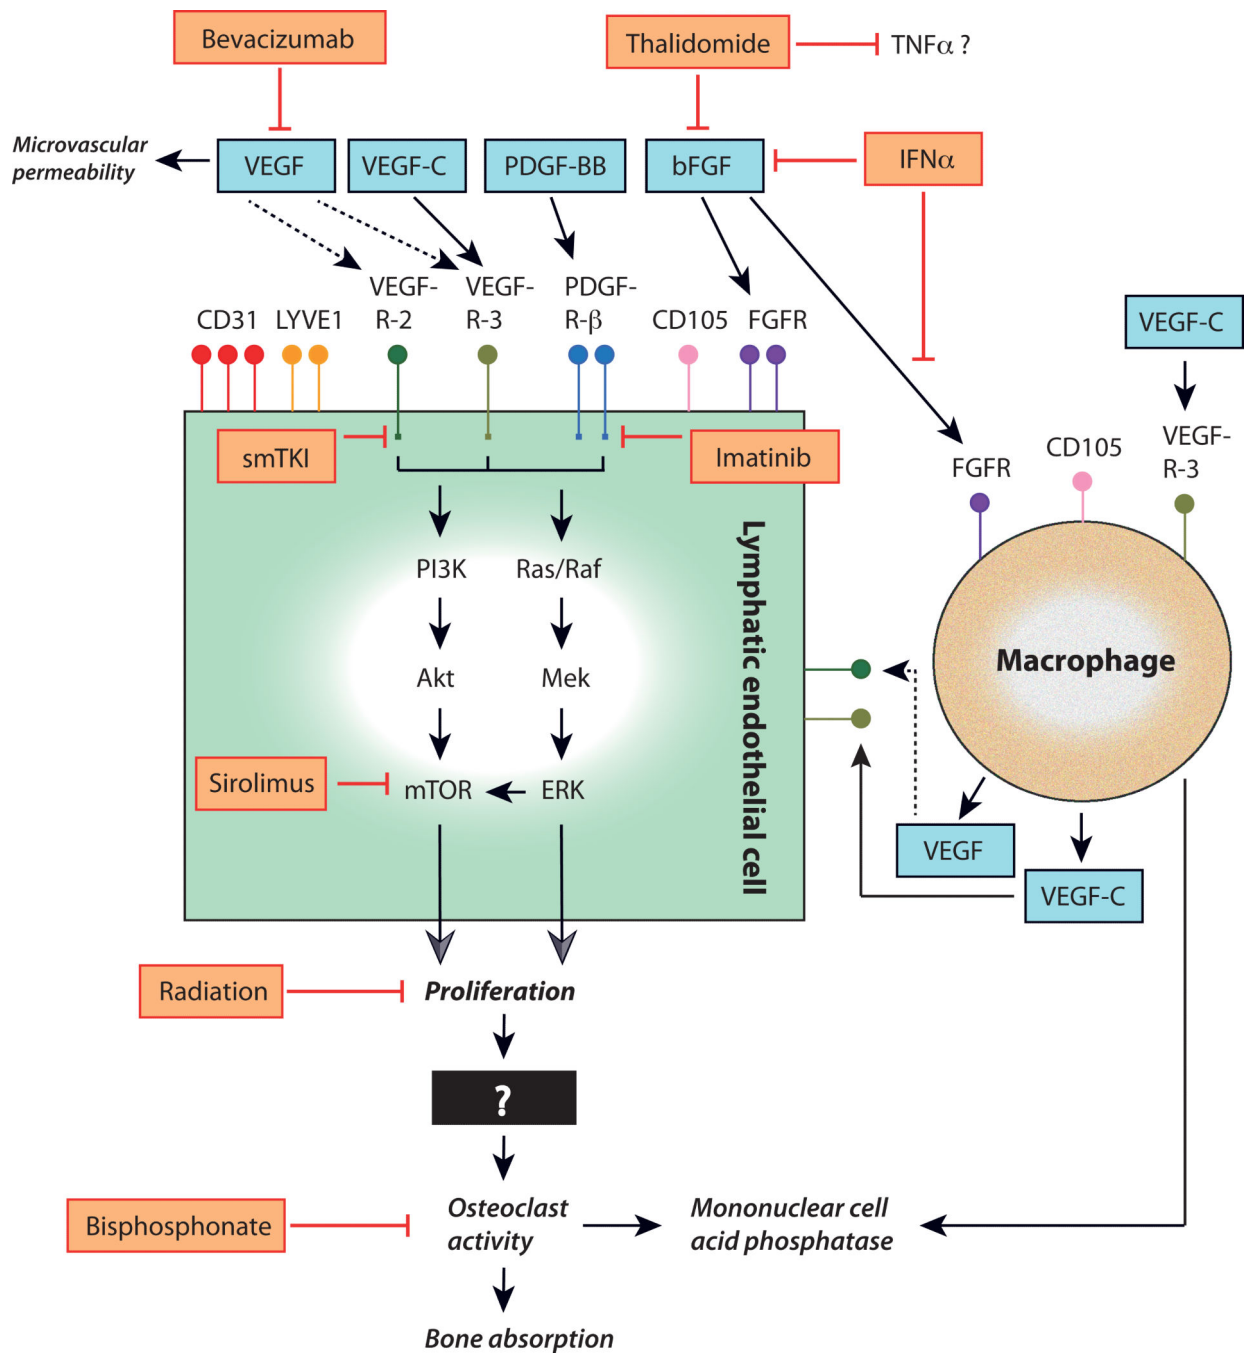 Bevacizumab
Thalidomide
TNFα ?
Microvascular
permeability
VEGF
VEGF-C
PDGF-BB
bFGF
IFNα
VEGF-
R-2
VEGF-
R-3
PDGF-
R-β
CD31
LYVE1
CD105
FGFR
VEGF-C
smTKI
Imatinib
FGFR
CD105
VEGF-
R-3
PI3K
Ras/Raf
Lymphatic endothelial cell
Akt
Mek
Macrophage
Sirolimus
mTOR
ERK
VEGF
VEGF-C
Radiation
Proliferation
?
Bisphosphonate
Osteoclast
activity
Mononuclear cell
acid phosphatase
Bone absorption